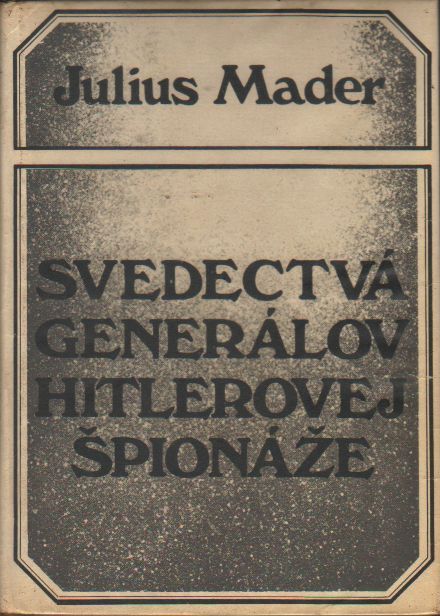 Julius Mader
SVEDECTVÁ
GENERÁLOV
HITLEROVEJ
ŠPIONÁŽE